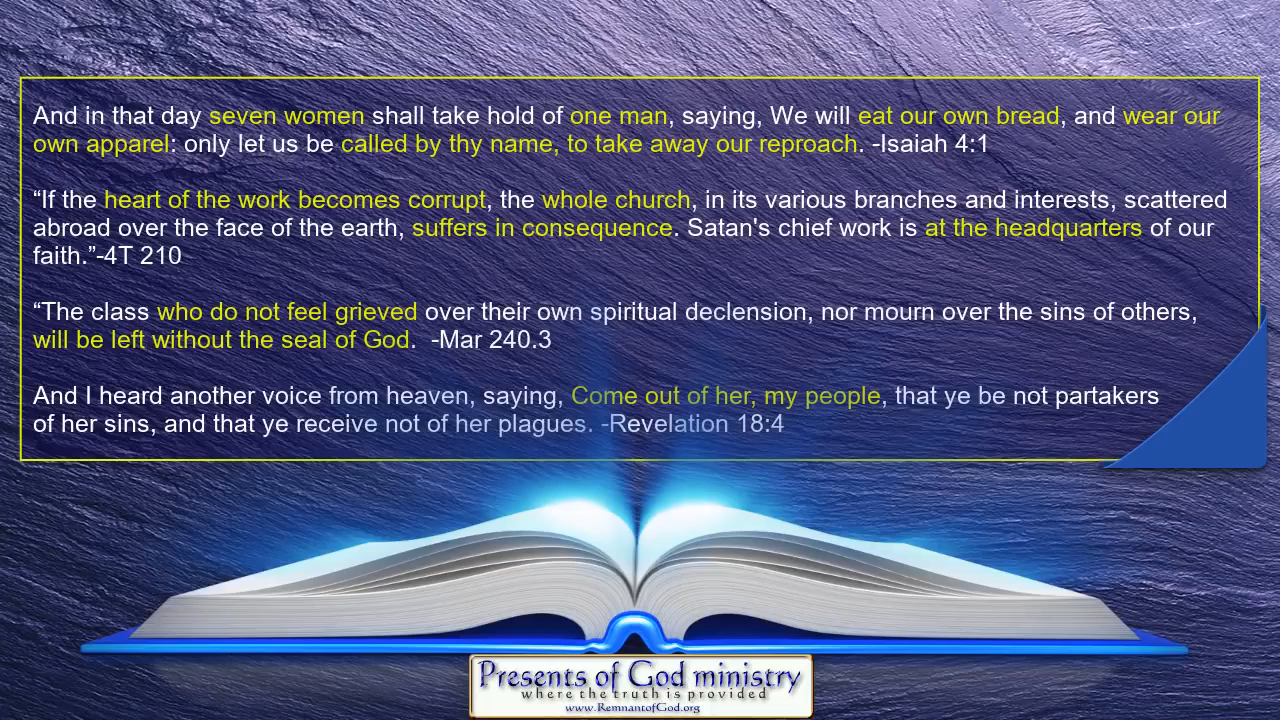 And in that day seven women shall take hold of one man, saying, We will eat our own bread, and wear our
own apparel: only let us be called by thy name, to take away our reproach. -Isaiah 4:1
“If the heart of the work becomes corrupt, the whole church, in its various branches and interests, scattered
abroad over the face of the earth, suffers in consequence. Satan's chief work is at the headquarters of our
faith.”-4T 210
“The class who do not feel grieved over their own spiritual declension, nor mourn over the sins of others,
will be left without the seal of God.  -Mar 240.3
And I heard another voice from heaven, saying, Come out of her, my people, that ye be not partakers
of her sins, and that ye receive not of her plagues. -Revelation 18:4
Presents of God ministry
where the truth is provided
www.RemnantofGod.org